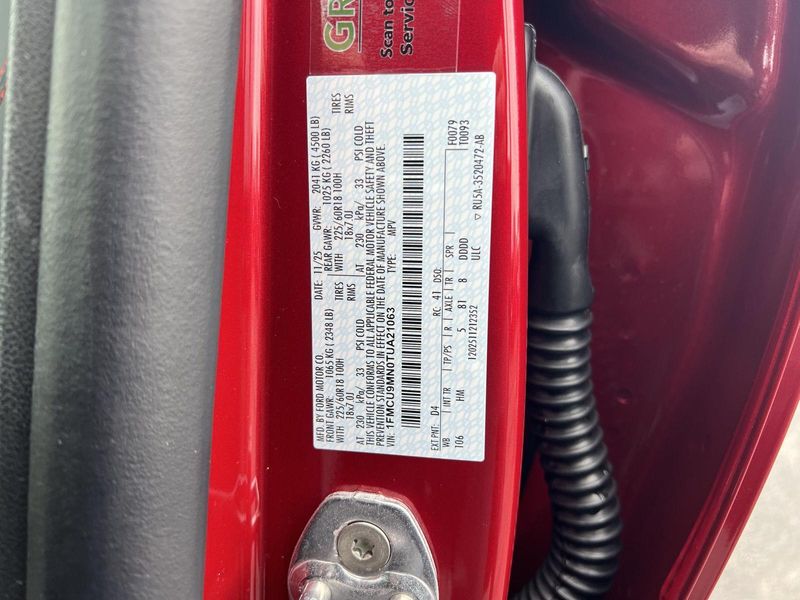 GR
Scan to
Servic
MFD. BY FORD MOTOR CO. DATE: 11/25 GVWR: 2041 KG ( 4500 LB)
FRONT GAWR: 1065 KG ( 2348 LB) REAR GAWR: 1025 KG ( 2260 LB)
WITH 225/60R18 100H TIRES WITH 225/60R18 100H TIRES
18x7.0J RIMS 18x7.0J RIMS
AT 230 kPa/ 33 PSI COLD AT 230 kPa/ 33 PSI COLD
THIS VEHICLE CONFORMS TO ALL APPLICABLE FEDERAL MOTOR VEHICLE SAFETY AND THEFT
PREVENTION STANDARDS IN EFFECT ON THE DATE OF MANUFACTURE SHOWN ABOVE.
VIN: 1FMCU9MN0TUA21063 TYPE: MPV
F0079
EXT PNT: D4 RC: 41 DSO: T0093
WB INT TR TP/PS R AXLE TR SPR
106 HM 5 81 8 DDDD
ULC
1202511212352 ▽ RU5A-3520472-AB